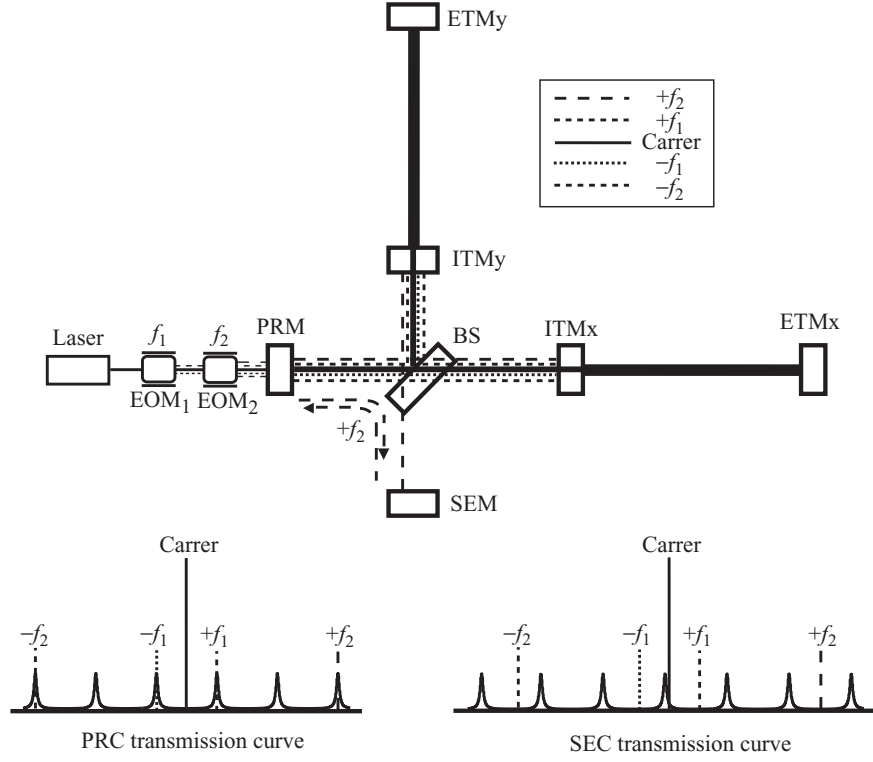 ETMy
+f2
+f1
Carrer
−f1
−f2
ITMy
Laser
f1
f2
PRM
BS
ITMx
ETMx
EOM1
EOM2
+f2
SEM
Carrer
−f2
−f1
+f1
+f2
PRC transmission curve
Carrer
−f2
−f1
+f1
+f2
SEC transmission curve